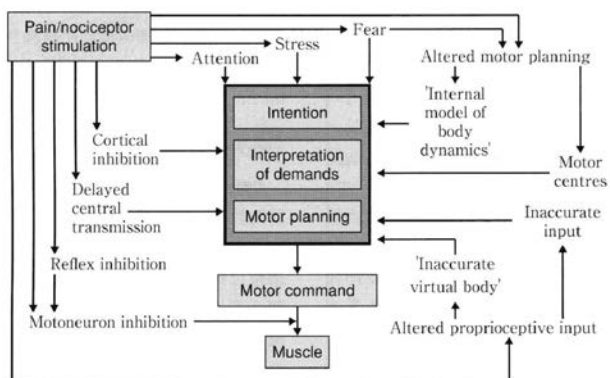 Pain/nociceptor
stimulation
Fear
Stress
Attention
Altered motor planning
Intention
'Internal
model of
body
dynamics'
Cortical
inhibition
Interpretation
of demands
Motor
centres
Delayed
central
transmission
Motor planning
Inaccurate
input
Reflex inhibition
'Inaccurate
virtual body'
Motor command
Motoneuron inhibition
Altered proprioceptive input
Muscle